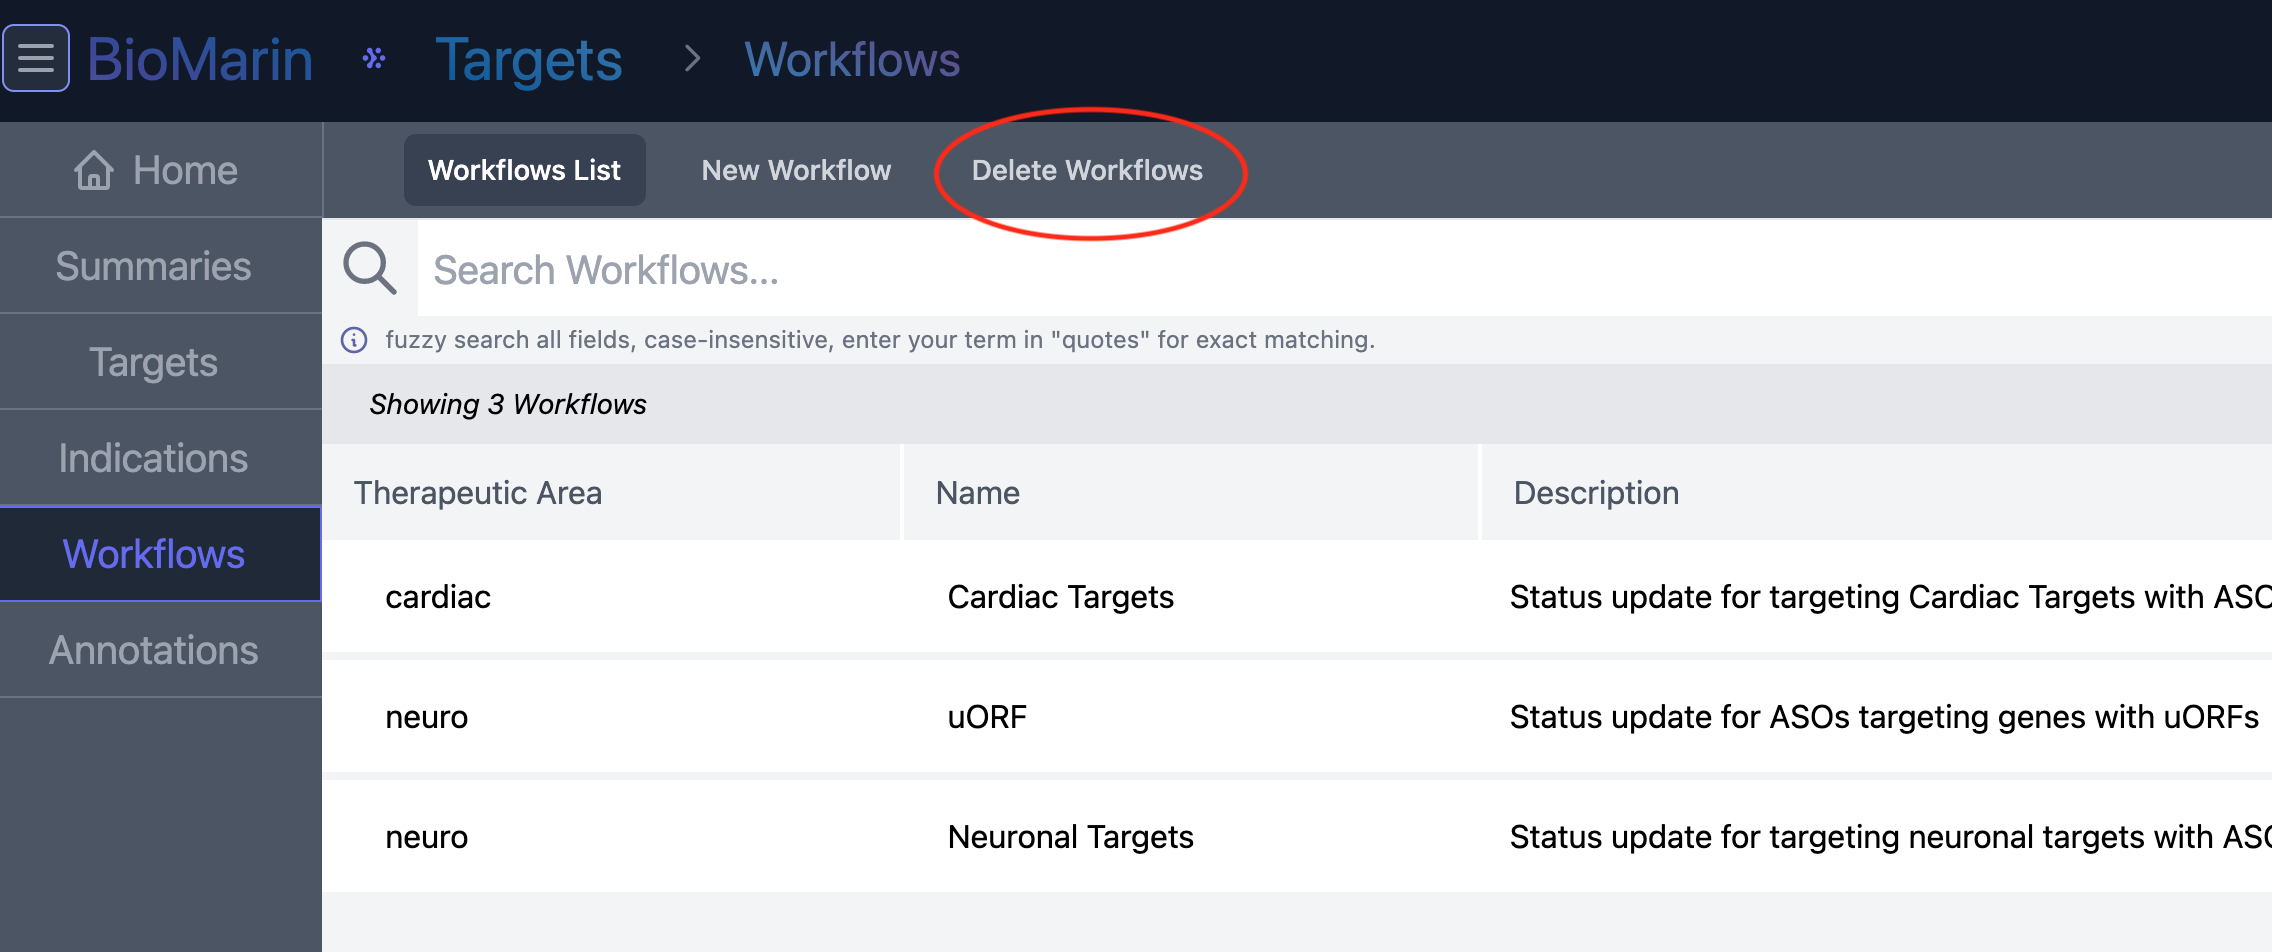 BioMarin Targets > Workflows
Home
Workflows List New Workflow Delete Workflows
Summaries
Targets
Indications
Workflows
Annotations
Search Workflows...
fuzzy search all fields, case-insensitive, enter your term in "quotes" for exact matching.
Showing 3 Workflows
Therapeutic Area Name Description
cardiac Cardiac Targets Status update for targeting Cardiac Targets with
neuro uORF Status update for ASOs targeting genes with uORFs
neuro Neuronal Targets Status update for targeting neuronal targets with